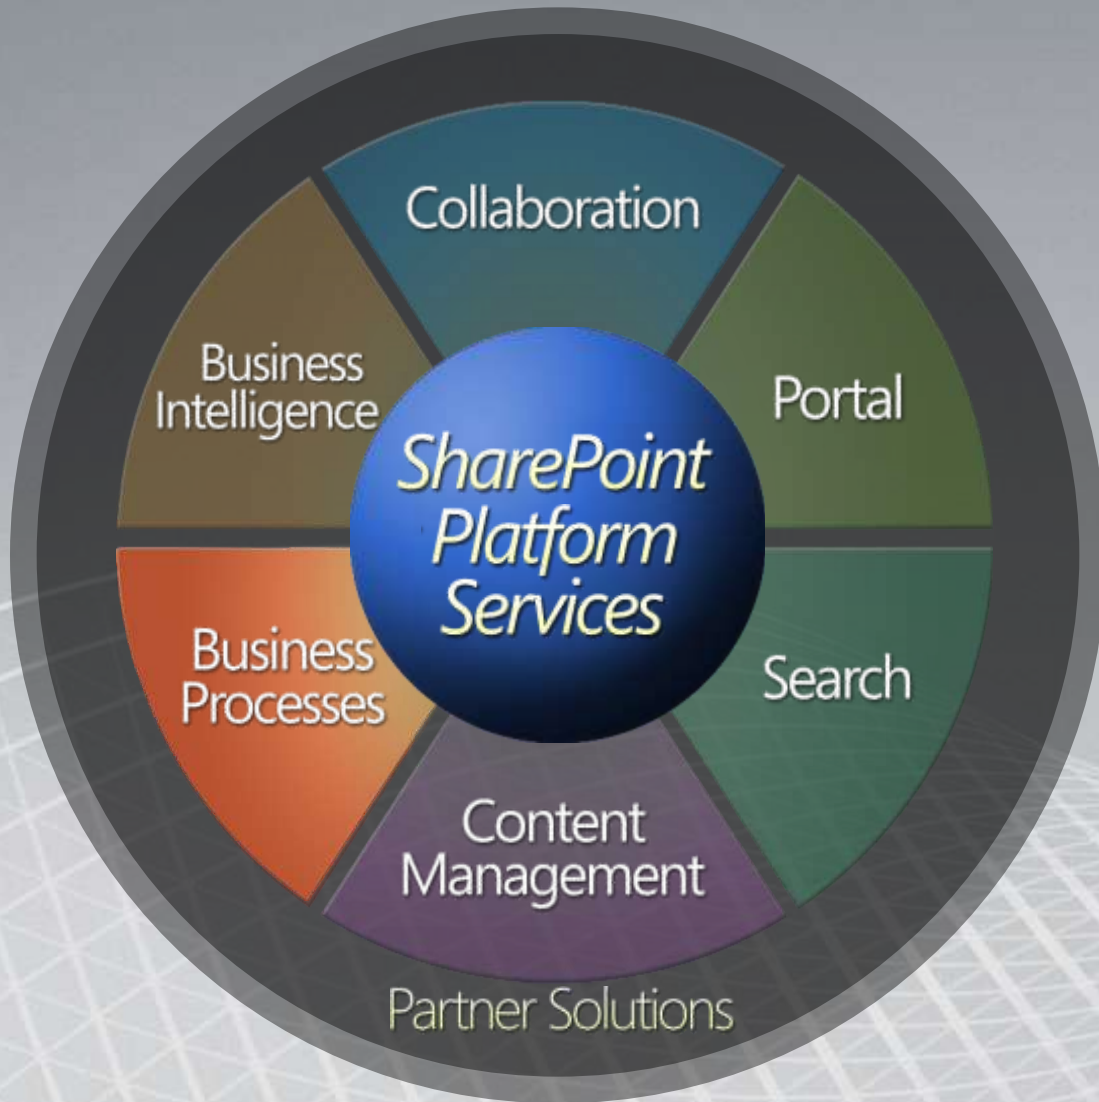 Collaboration
Business
Intelligence
Portal
SharePoint
Platform
Services
Business
Processes
Search
Content
Management
Partner Solutions